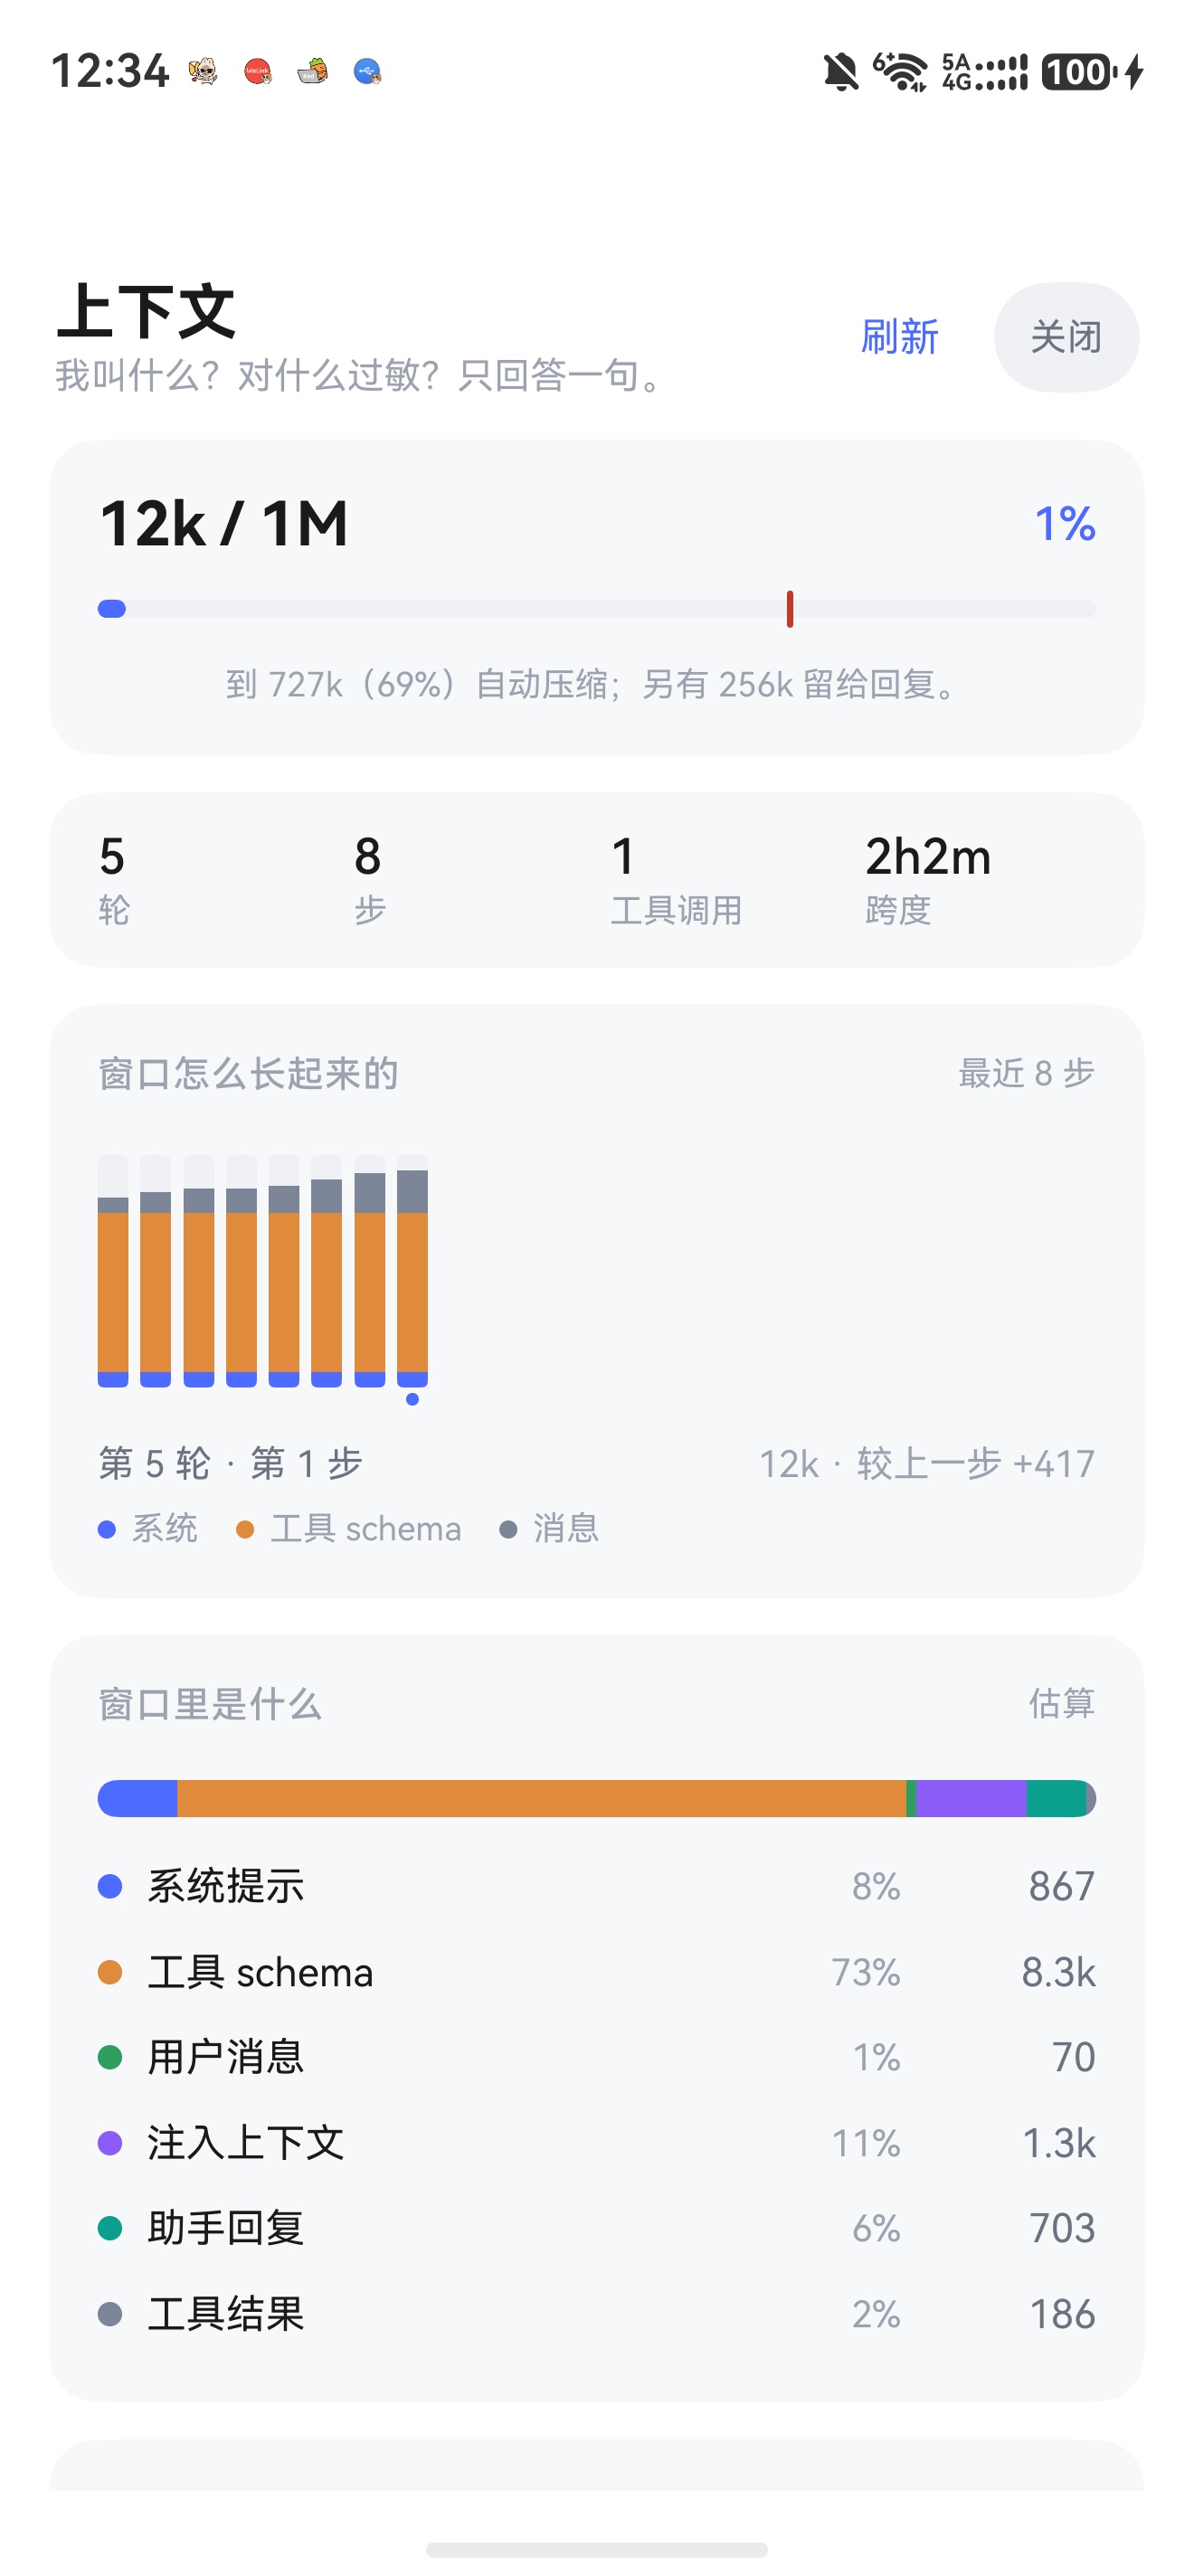 12:34
6+
5A
4G
100
上下文
我叫什么？对什么过敏？只回答一句。
刷新
关闭
12k / 1M
1%
到 727k（69%）自动压缩；另有 256k 留给回复。
5
轮
8
步
1
工具调用
2h2m
跨度
窗口怎么长起来的
最近 8 步
第 5 轮 · 第 1 步
12k · 较上一步 +417
系统
工具 schema
消息
窗口里是什么
估算
系统提示 8% 867
工具 schema 73% 8.3k
用户消息 1% 70
注入上下文 11% 1.3k
助手回复 6% 703
工具结果 2% 186